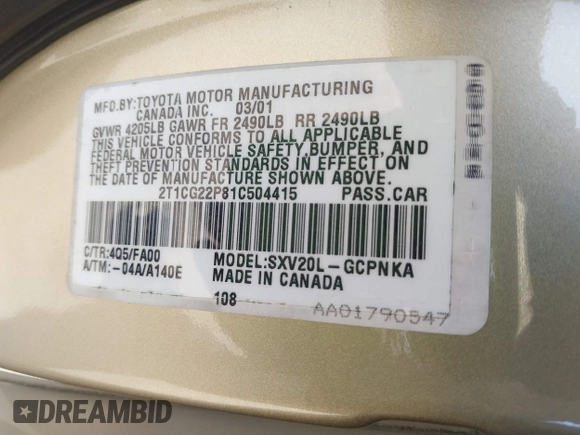 MFD.BY:TOYOTA MOTOR MANUFACTURING
CANADA INC. 03/01
GVWR 4205LB GAWR FR 2490LB RR 2490LB
THIS VEHICLE CONFORMS TO ALL APPLICABLE
FEDERAL MOTOR VEHICLE SAFETY,BUMPER, AND
THEFT PREVENTION STANDARDS IN EFFECT ON
THE DATE OF MANUFACTURE SHOWN ABOVE.
2T1CG22P81C504415 PASS.CAR
C/TR:4Q5/FA00 MODEL:SXV20L-GCPNKA
A/TM:-04A/A140E MADE IN CANADA
108
AA01790547
DREAMBID